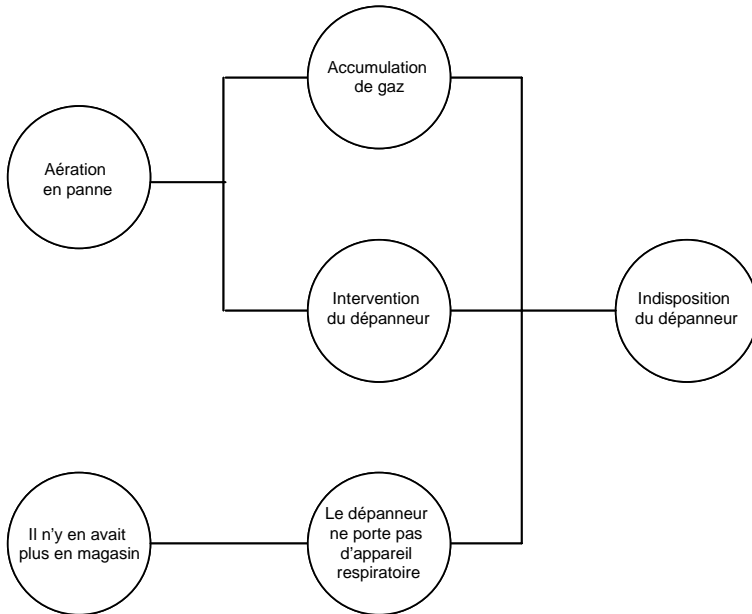 Accumulation
de gaz
Aération
en panne
Intervention
du dépanneur
Indisposition
du dépanneur
Il n'y en avait
plus en magasin
Le dépanneur
ne porte pas
d'appareil
respiratoire